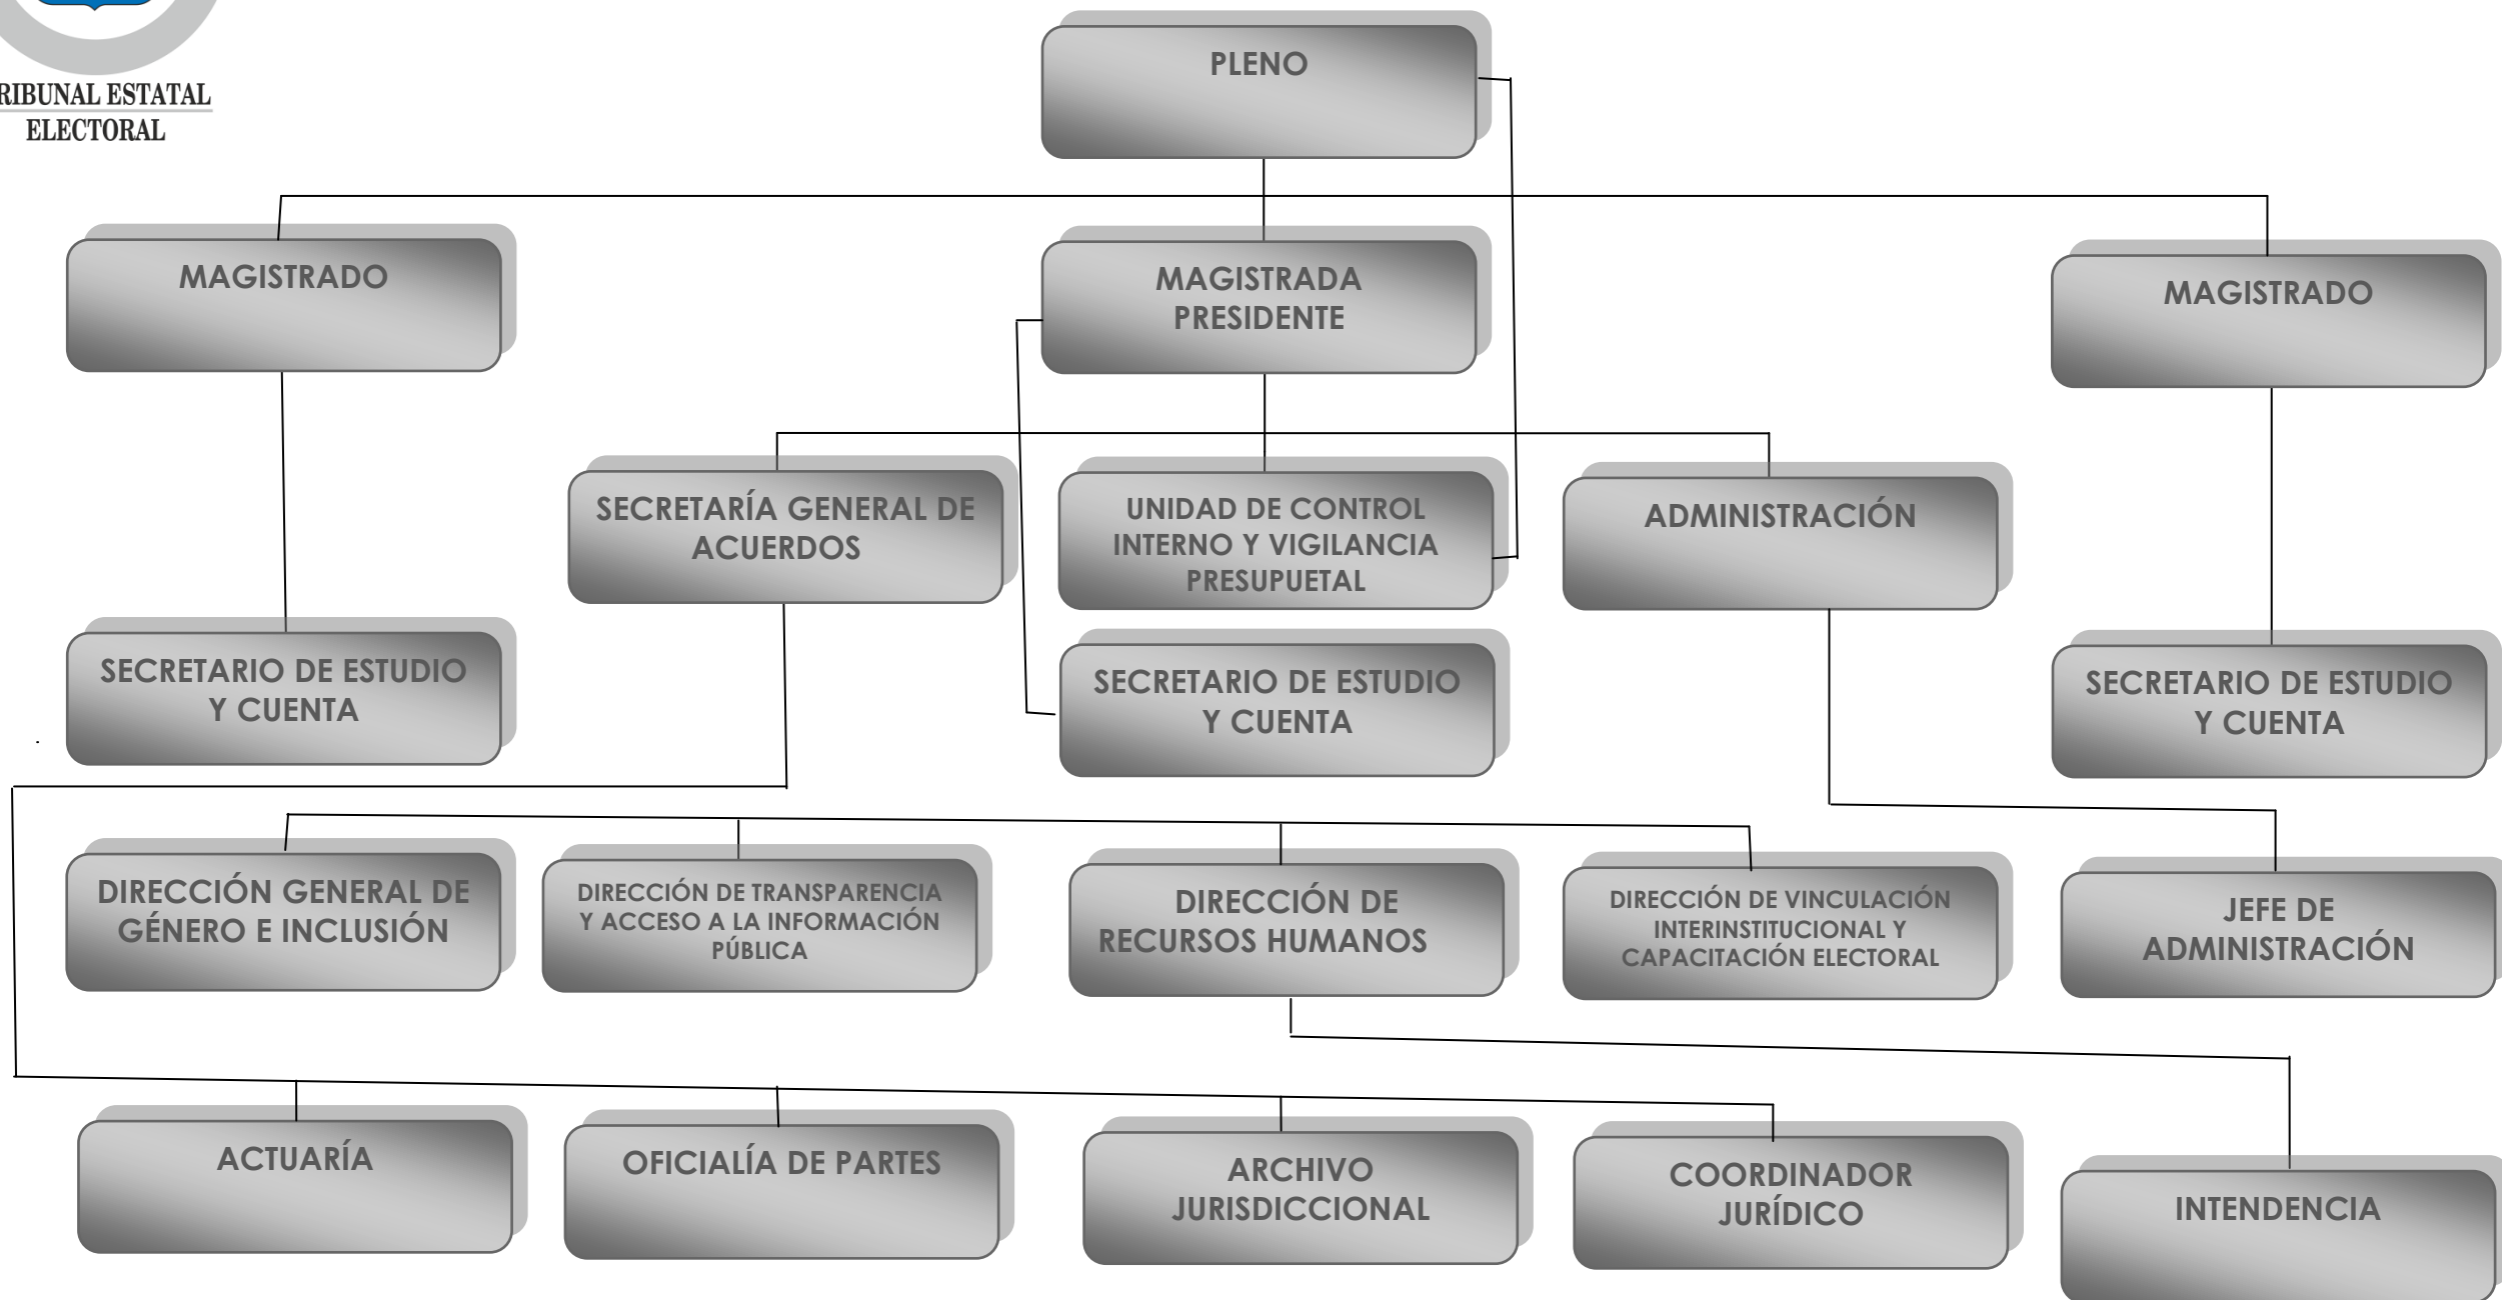 RIBUNAL ESTATAL
ELECTORAL
PLENO
MAGISTRADO
MAGISTRADA
PRESIDENTE
MAGISTRADO
SECRETARÍA GENERAL DE
ACUERDOS
UNIDAD DE CONTROL
INTERNO Y VIGILANCIA
PRESUPUETAL
ADMINISTRACIÓN
SECRETARIO DE ESTUDIO
Y CUENTA
SECRETARIO DE ESTUDIO
Y CUENTA
SECRETARIO DE ESTUDIO
Y CUENTA
DIRECCIÓN GENERAL DE
GÉNERO E INCLUSIÓN
DIRECCIÓN DE TRANSPARENCIA
Y ACCESO A LA INFORMACIÓN
PÚBLICA
DIRECCIÓN DE
RECURSOS HUMANOS
DIRECCIÓN DE VINCULACIÓN
INTERINSTITUCIONAL Y
CAPACITACIÓN ELECTORAL
JEFE DE
ADMINISTRACIÓN
ACTUARÍA
OFICIALÍA DE PARTES
ARCHIVO
JURISDICCIONAL
COORDINADOR
JURÍDICO
INTENDENCIA